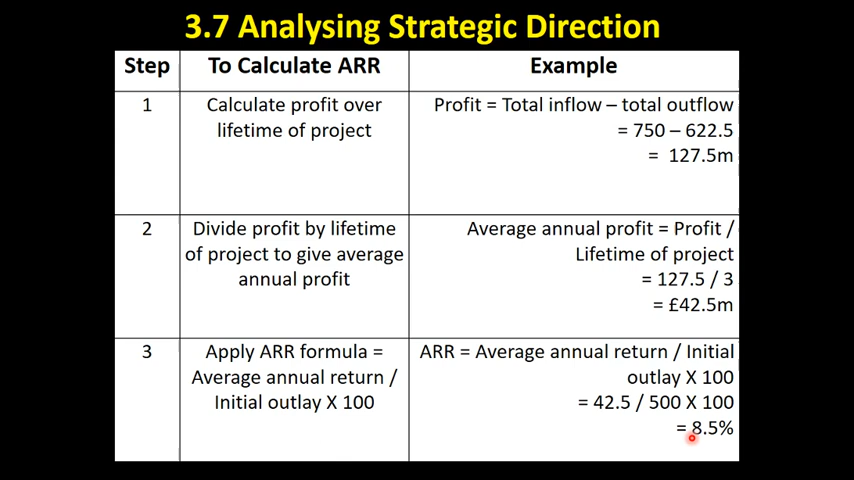 3.7 Analysing Strategic Direction
Step
To Calculate ARR
Example
1
Calculate profit over
lifetime of project
Profit = Total inflow – total outflow
= 750 – 622.5
= 127.5m
2
Divide profit by lifetime
of project to give average
annual profit
Average annual profit = Profit /
Lifetime of project
= 127.5 / 3
= £42.5m
3
Apply ARR formula =
Average annual return /
Initial outlay X 100
ARR = Average annual return / Initial
outlay X 100
= 42.5 / 500 X 100
= 8.5%